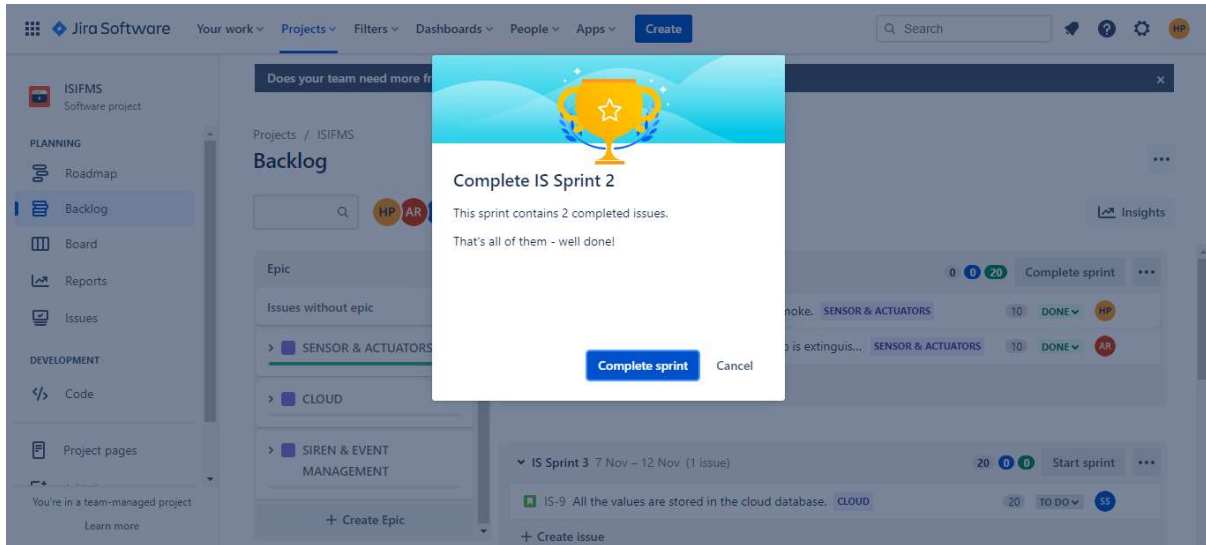 Jira Software Your work Projects Filters Dashboards People Apps Create Search HP
ISIFMS
Software project
PLANNING
Roadmap
Backlog
Board
Reports
Issues
DEVELOPMENT
Code
Project pages
You're in a team-managed project
Learn more
Does your team need more
Projects / ISIFMS
Backlog
HP AR
Insights
Epic
Issues without epic
SENSOR & ACTUATORS
CLOUD
SIREN & EVENT
MANAGEMENT
+ Create Epic
Complete IS Sprint 2
This sprint contains 2 completed issues.
That's all of them - well done!
Complete sprint Cancel
0 0 20 Complete sprint
SENSOR & ACTUATORS 10 DONE HP
is extinguis... SENSOR & ACTUATORS 10 DONE AR
IS Sprint 3 7 Nov – 12 Nov (1 issue) 20 0 0 Start sprint
IS-9 All the values are stored in the cloud database. CLOUD 20 TO DO SS
+ Create issue